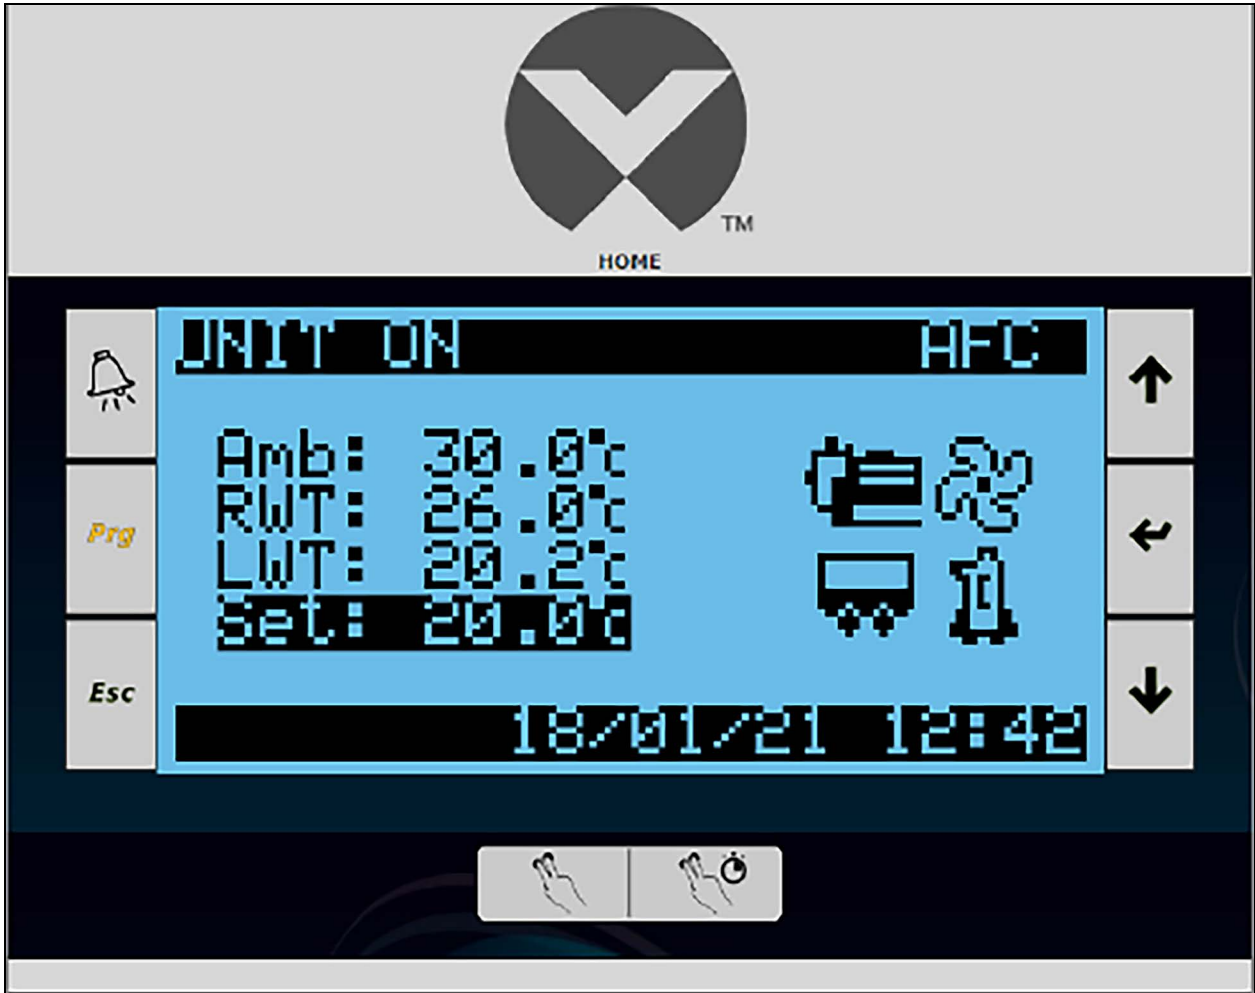 TM
HOME
UNIT ON AFC
Amb: 30.0°c
RWT: 26.0°c
LWT: 20.2°c
Set: 20.0°c
18/01/21 12:42
Prg
Esc